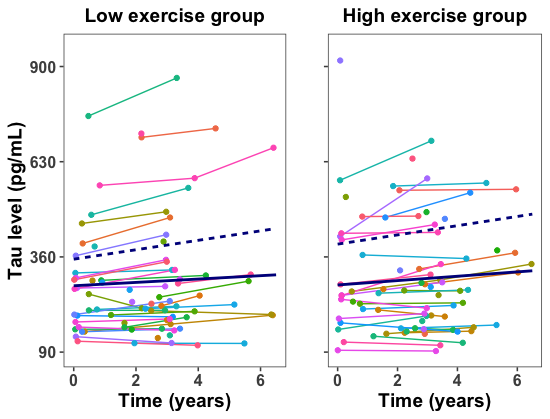 Low exercise group
High exercise group
Tau level (pg/mL)
900
630
360
90
0
2
4
6
0
2
4
6
Time (years)
Time (years)